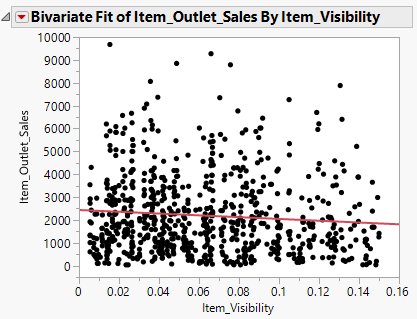 Bivariate Fit of Item_Outlet_Sales By Item_Visibility
10000
9000
8000
7000
6000
5000
4000
3000
2000
1000
0
Item_Outlet_Sales
0 0.02 0.04 0.06 0.08 0.1 0.12 0.14 0.16
Item_Visibility